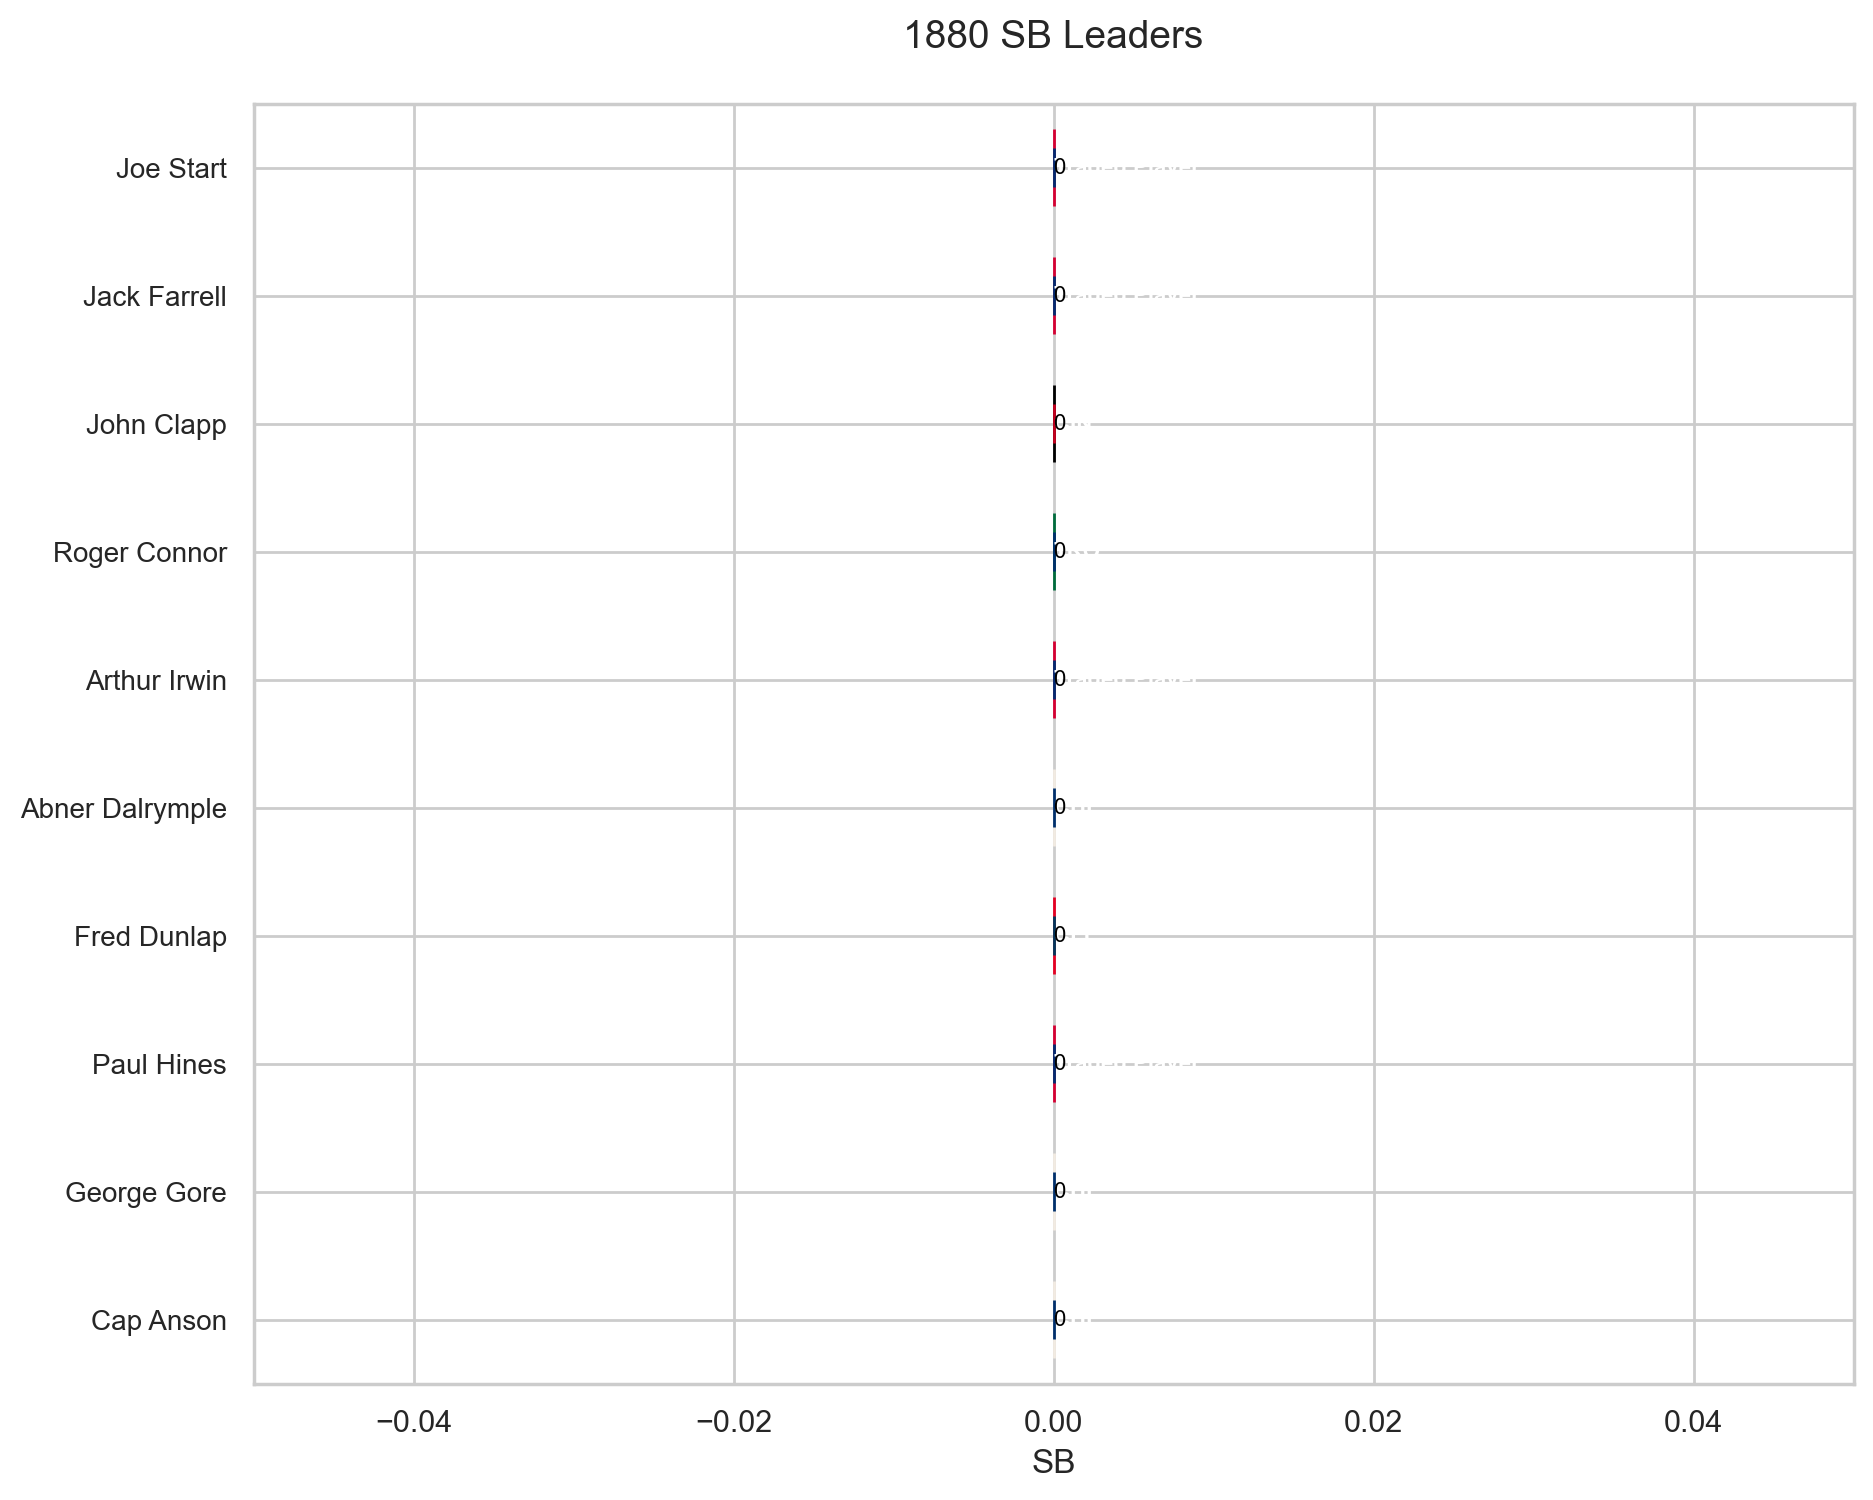 1880 SB Leaders
Joe Start 0
Jack Farrell 0
John Clapp 0
Roger Connor 0
Arthur Irwin 0
Abner Dalrymple 0
Fred Dunlap 0
Paul Hines 0
George Gore 0
Cap Anson 0
−0.04 −0.02 0.00 0.02 0.04
SB